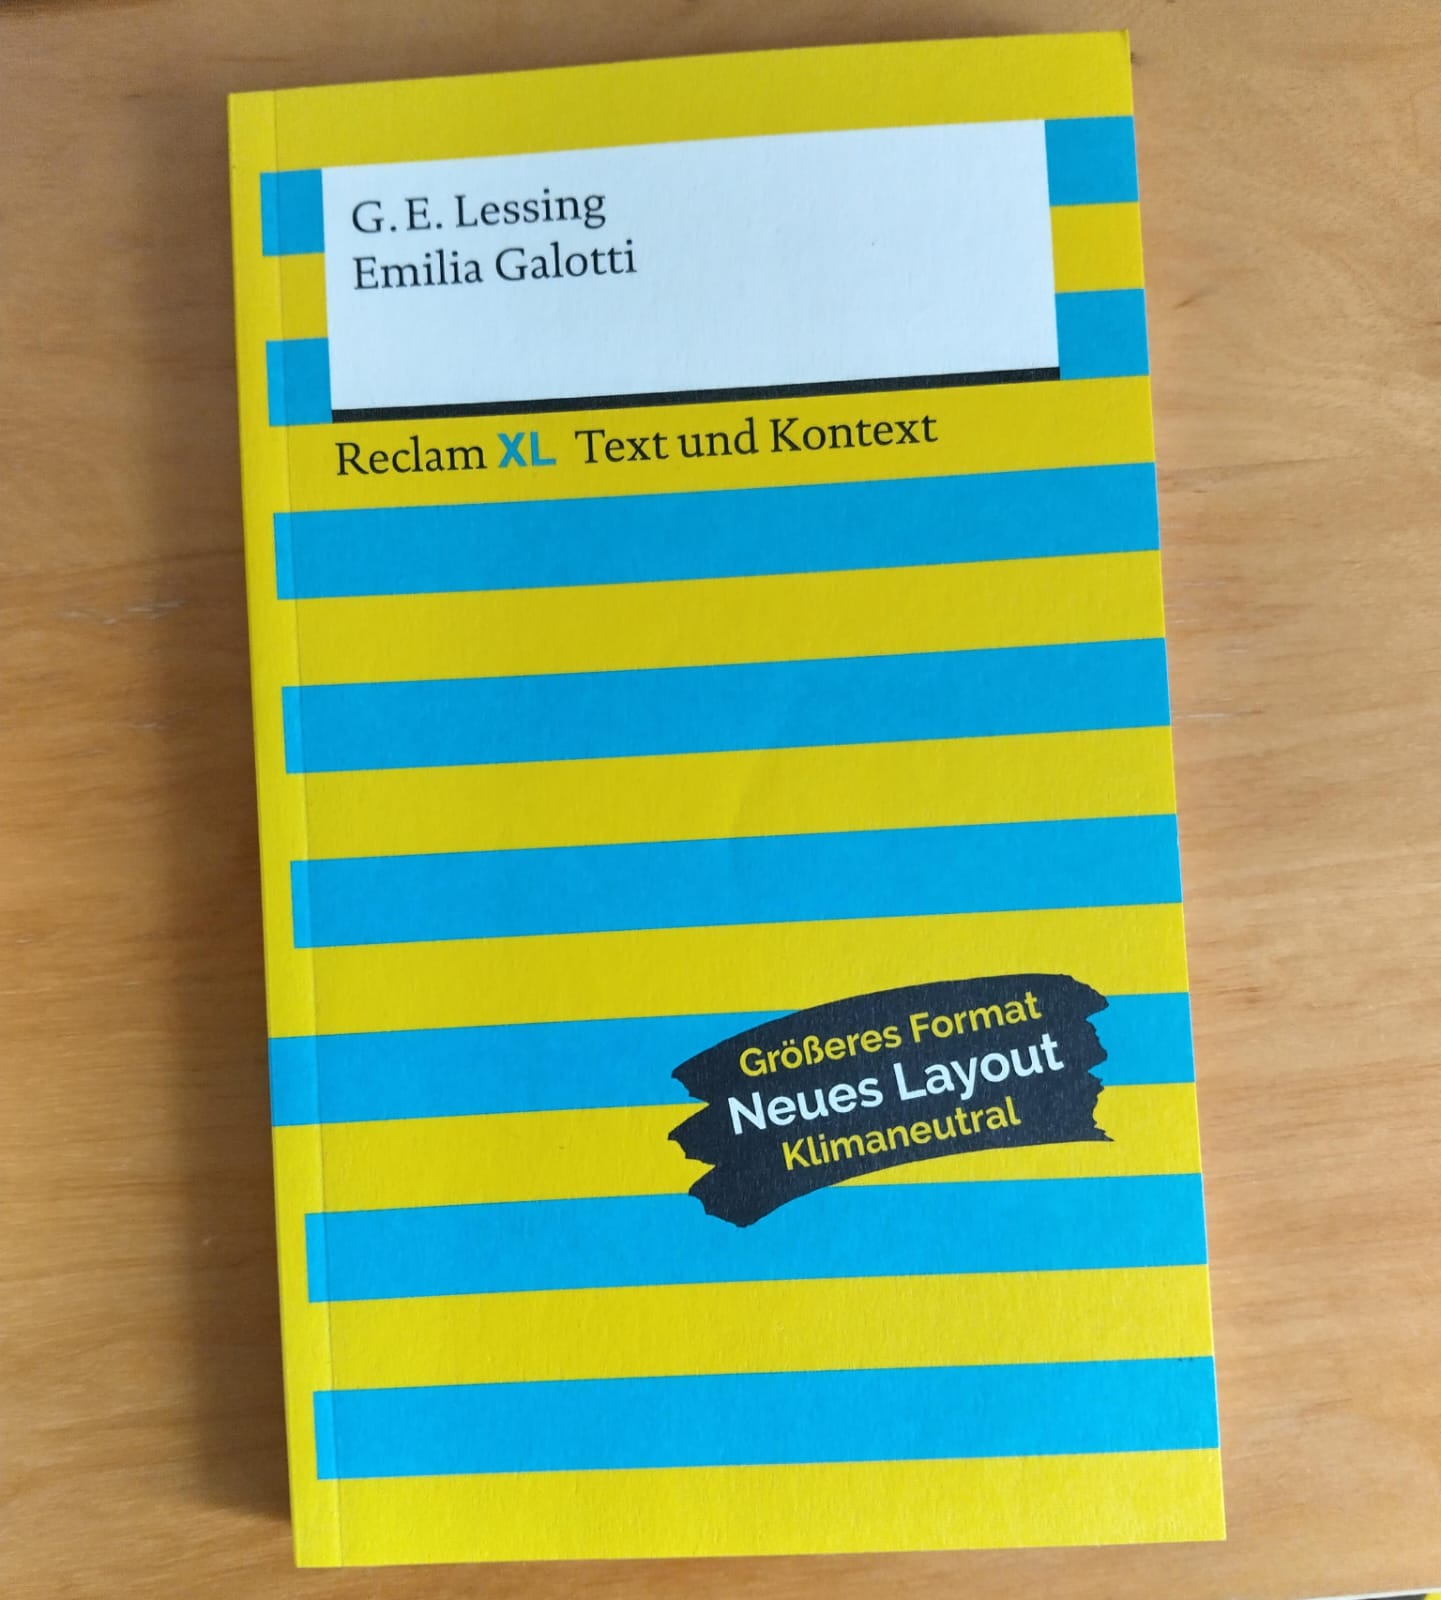 G. E. Lessing
Emilia Galotti
Reclam XL Text und Kontext
Größeres Format
Neues Layout
Klimaneutral